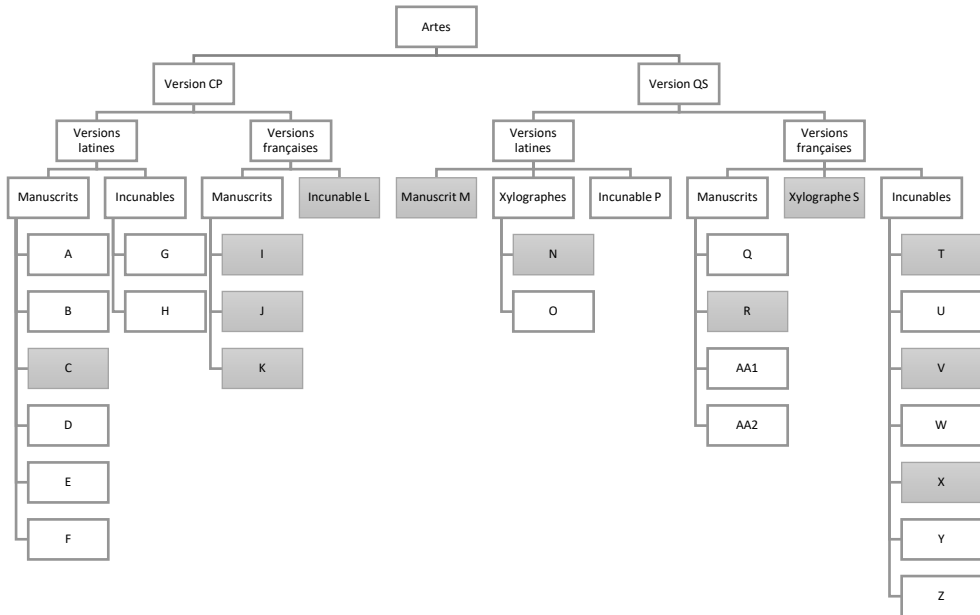 Artes
Version CP
Version QS
Versions
latines
Versions
françaises
Versions
latines
Versions
françaises
Manuscrits
Incunables
Manuscrits
Incunable L
Manuscrit M
Xylographes
Incunable P
Manuscrits
Xylographe S
Incunables
A
G
I
N
Q
T
B
H
J
O
R
U
C
K
AA1
V
D
AA2
W
E
X
F
Y
Z